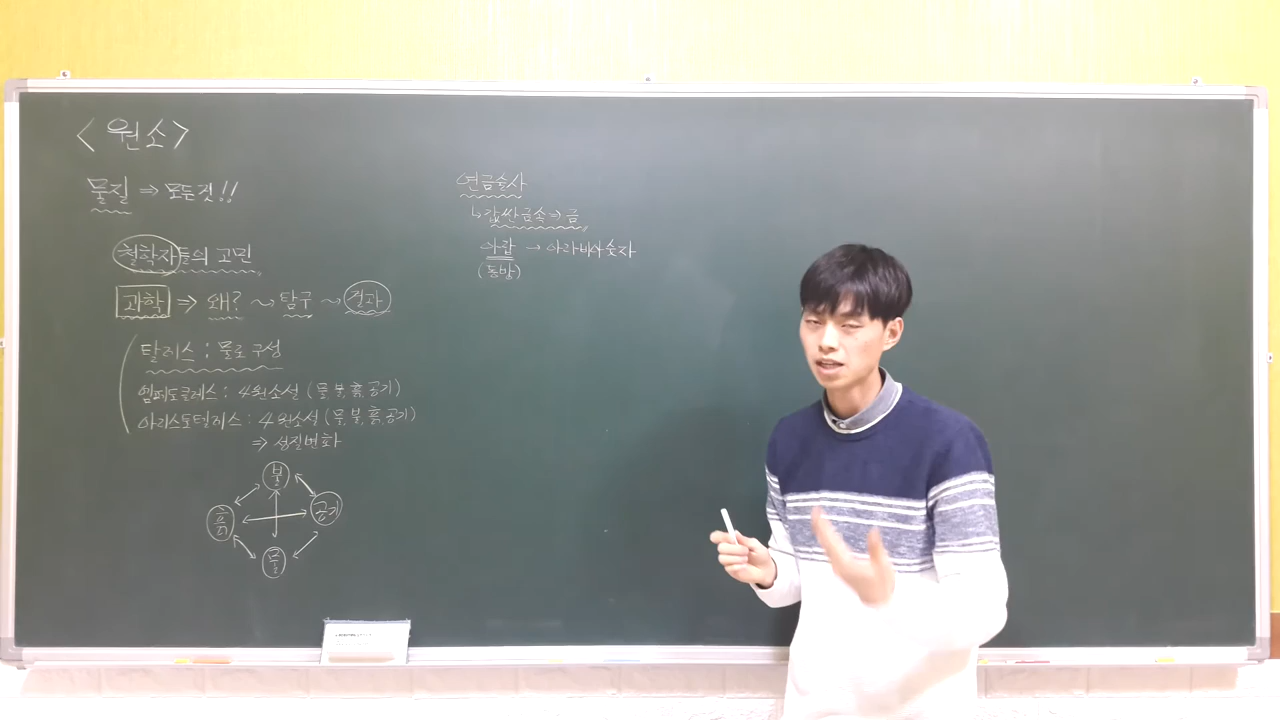 <원소>
물질 ⇒ 모든것!!
철학자들의 고민
과학 ⇒ 왜? ~> 탐구 ~> 결과
탈레스 : 물로 구성
엠페도클레스 : 4원소설 (물, 불, 흙, 공기)
아리스토텔레스 : 4원소설 (물, 불, 흙, 공기)
⇒ 성질변화
불
흙
공기
물
연금술사
↳ 값싼금속 ⇒ 금
아랍 → 아라비아숫자
(동방)